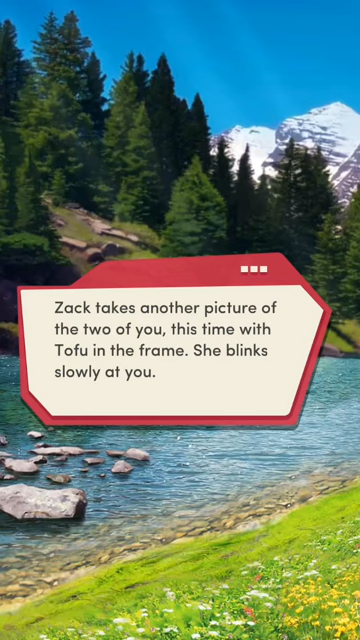 Zack takes another picture of
the two of you, this time with
Tofu in the frame. She blinks
slowly at you.